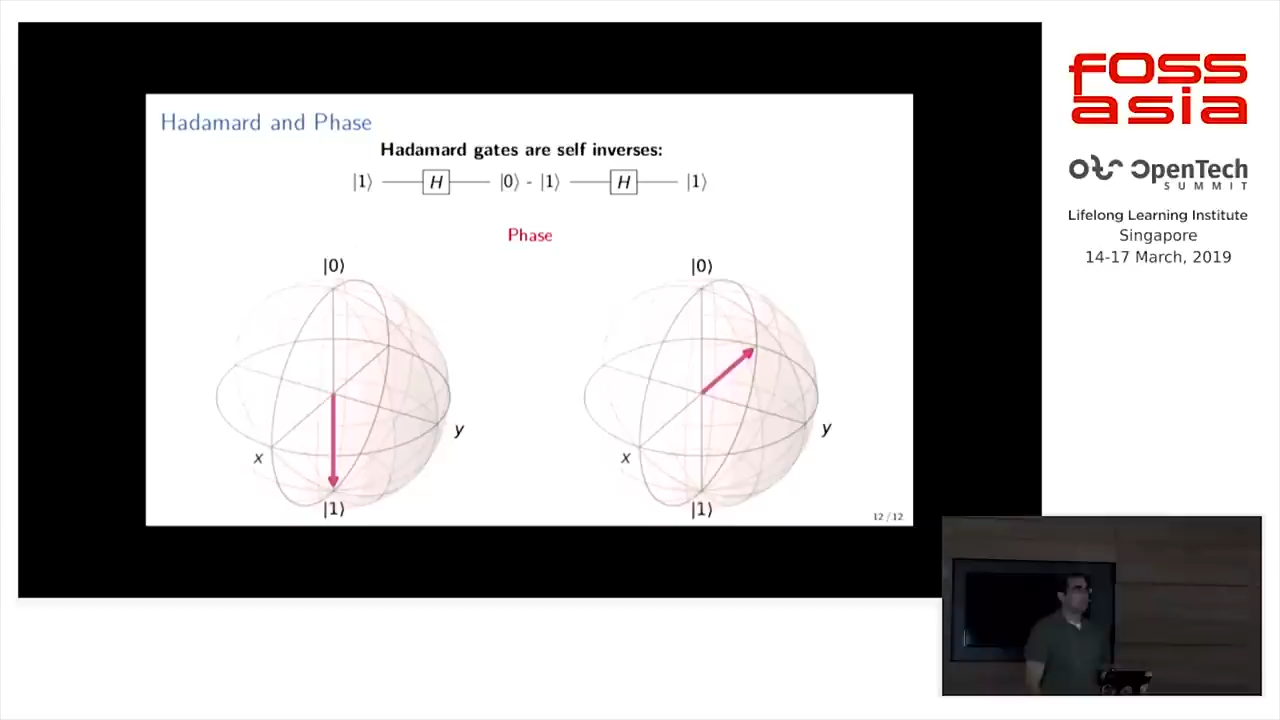 Hadamard and Phase
Hadamard gates are self inverses:
|1⟩ H |0⟩ - |1⟩ H |1⟩
Phase
|0⟩ |0⟩
y y
x x
|1⟩ |1⟩
12 / 12
FOSS
ASIA
OpenTech
SUMMIT
Lifelong Learning Institute
Singapore
14-17 March, 2019